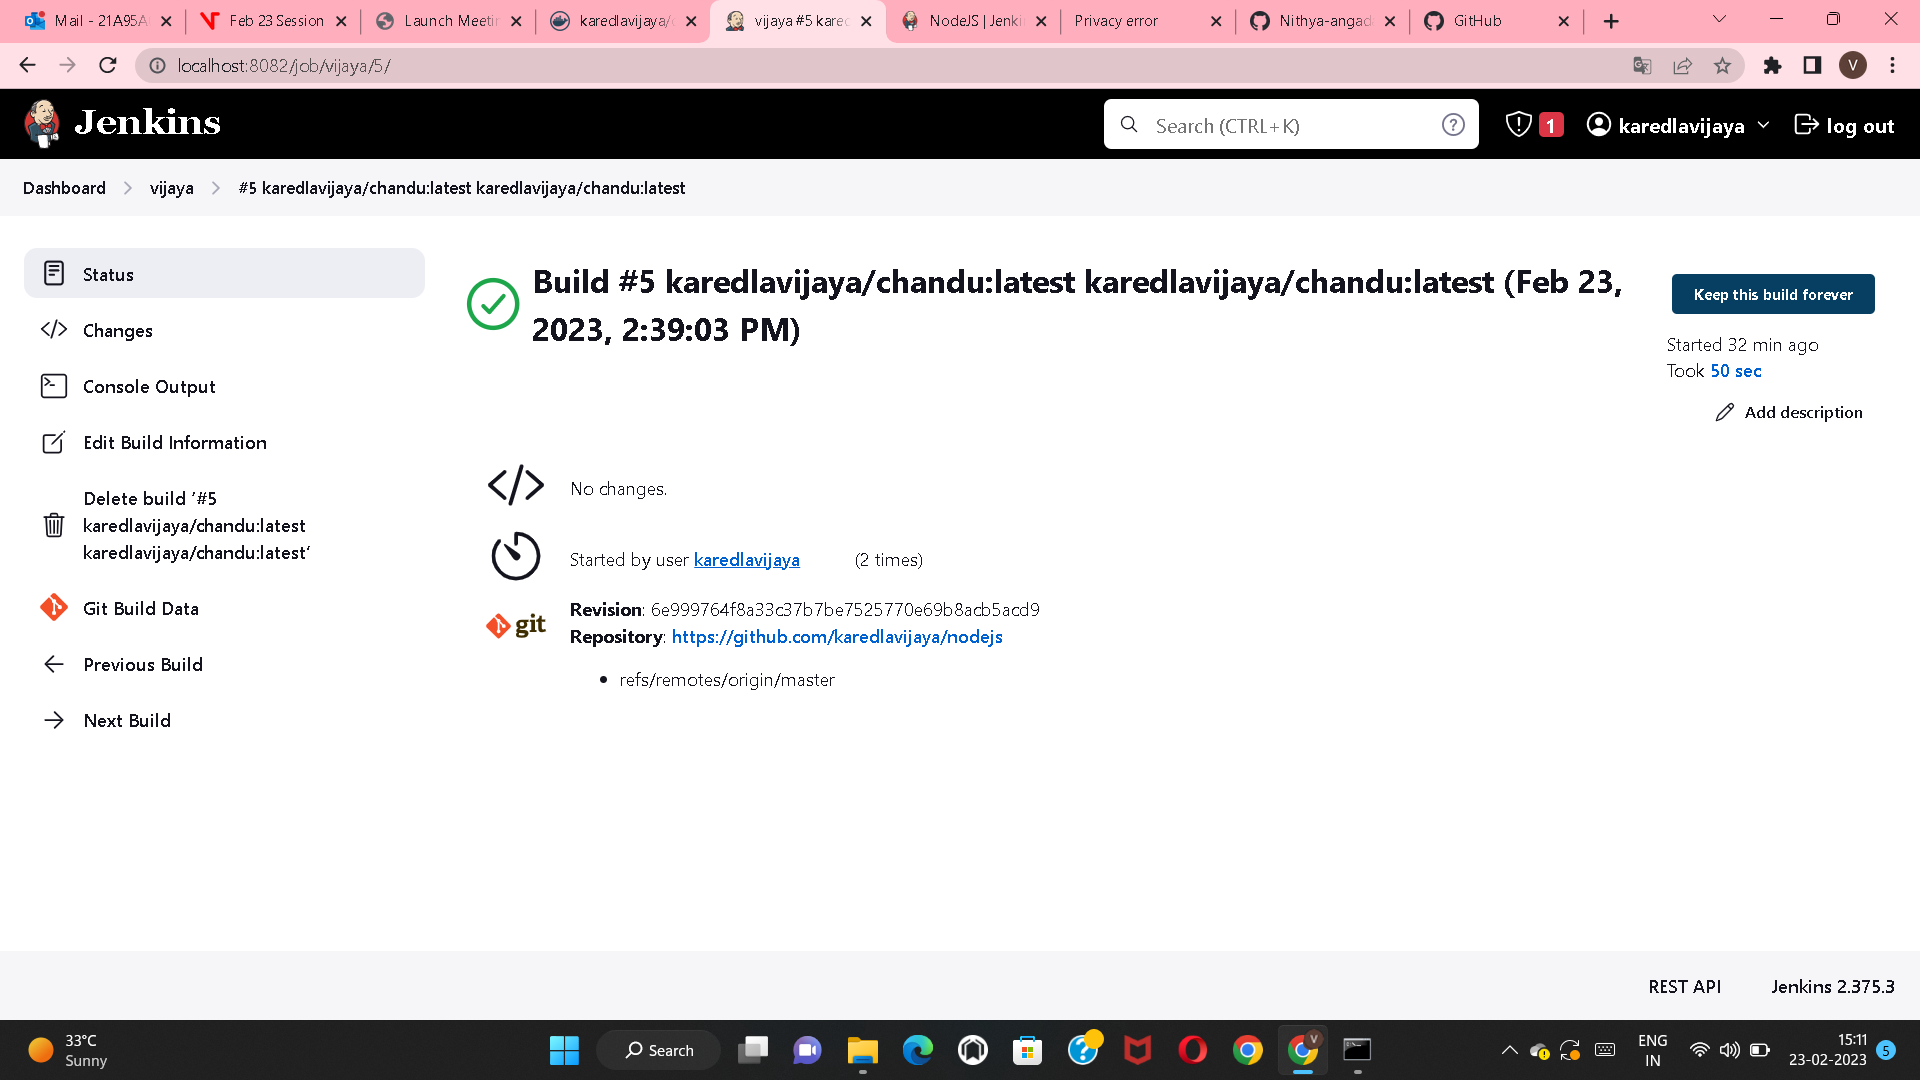 Mail - 21A95A
Feb 23 Session
Launch Meetin
karedlavijaya/c
vijaya #5 kared
NodeJS | Jenki
Privacy error
Nithya-angada
GitHub
localhost:8082/job/vijaya/5/
V
Jenkins
Search (CTRL+K)
1
karedlavijaya
log out
Dashboard
vijaya
#5 karedlavijaya/chandu:latest karedlavijaya/chandu:latest
Status
Changes
Console Output
Edit Build Information
Delete build ‘#5
karedlavijaya/chandu:latest
karedlavijaya/chandu:latest’
Git Build Data
Previous Build
Next Build
Build #5 karedlavijaya/chandu:latest karedlavijaya/chandu:latest (Feb 23,
2023, 2:39:03 PM)
Keep this build forever
Started 32 min ago
Took 50 sec
Add description
No changes.
Started by user karedlavijaya (2 times)
git
Revision: 6e999764f8a33c37b7be7525770e69b8acb5acd9
Repository: https://github.com/karedlavijaya/nodejs
refs/remotes/origin/master
REST API
Jenkins 2.375.3
33°C
Sunny
Search
V
ENG
IN
15:11
23-02-2023
5